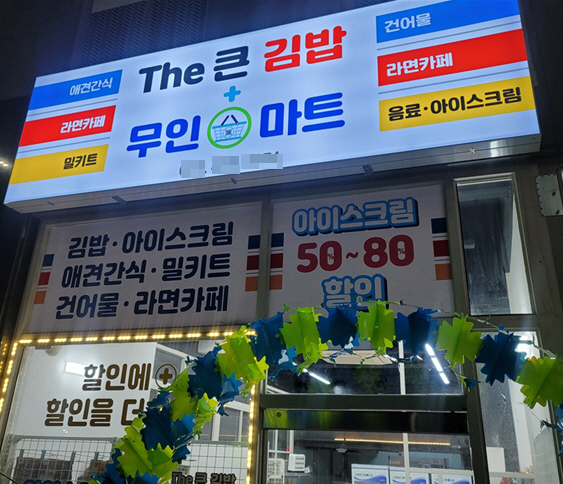 The 큰 김밥
+
무인 마트
애견간식
라면카페
밀키트
건어물
라면카페
음료·아이스크림
김밥·아이스크림
애견간식·밀키트
건어물·라면카페
아이스크림
50~80
할인
할인에+
할인을 더
The 큰 김밥